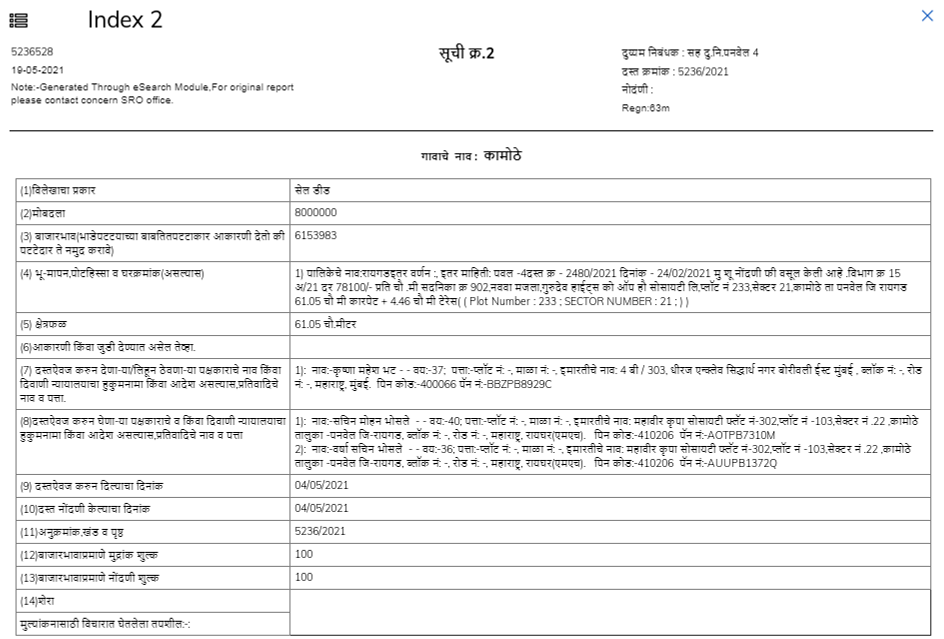 Index 2
5236528
19-05-2021
Note:-Generated Through eSearch Module,For original report
please contact concern SRO office.
सूची क्र.2
दुय्यम निबंधक : सह दु.नि.पनवेल 4
दस्त क्रमांक : 5236/2021
नोदंणी :
Regn:63m
गावाचे नाव : कामोठे
(1)विलेखाचा प्रकार
सेल डीड
(2)मोबदला
8000000
(3) बाजारभाव(भाडेपटटयाच्या बाबतितपटटाकार आकारणी देतो की
पटटेदार ते नमुद करावे)
6153983
(4) भू-मापन,पोटहिस्सा व घरक्रमांक(असल्यास)
1) पालिकेचे नाव:रायगडइतर वर्णन :, इतर माहिती: पवल -4दस्त क्र - 2480/2021 दिनांक - 24/02/2021 मु शू नोंदणी फी वसूल केली आहे .विभाग क्र 15
अ/21 दर 78100/- प्रति चौ .मी सदनिका क्र 902,नववा मजला,गुरुदेव हाईट्स को ऑप हौ सोसायटी लि,प्लॉट नं 233,सेक्टर 21,कामोठे ता पनवेल जि रायगड
61.05 चौ मी कारपेट + 4.46 चौ मी टेरेस( ( Plot Number : 233 ; SECTOR NUMBER : 21 ; ) )
(5) क्षेत्रफळ
61.05 चौ.मीटर
(6)आकारणी किंवा जुडी देण्यात असेल तेव्हा.
(7) दस्तऐवज करुन देणा-या/लिहून ठेवणा-या पक्षकाराचे नाव किंवा
दिवाणी न्यायालयाचा हुकुमनामा किंवा आदेश असल्यास,प्रतिवादिचे
नाव व पत्ता.
1): नाव:-कृष्णा महेश भट - - वय:-37; पत्ता:-प्लॉट नं: -, माळा नं: -, इमारतीचे नाव: 4 बी / 303, धीरज एन्क्लेव सिद्धार्थ नगर बोरीवली ईस्ट मुंबई , ब्लॉक नं: -, रोड
नं: -, महाराष्ट्र, मुंबई. पिन कोड:-400066 पॅन नं:-BBZPB8929C
(8)दस्तऐवज करुन घेणा-या पक्षकाराचे व किंवा दिवाणी न्यायालयाचा
हुकुमनामा किंवा आदेश असल्यास,प्रतिवादिचे नाव व पत्ता
1): नाव:-सचिन मोहन भोसले - - वय:-40; पत्ता:-प्लॉट नं: -, माळा नं: -, इमारतीचे नाव: महावीर कृपा सोसायटी फ्लॅट नं-302,प्लॉट नं -103,सेक्टर नं .22 ,कामोठे
तालुका -पनवेल जि-रायगड, ब्लॉक नं: -, रोड नं: -, महाराष्ट्र, रायघर(एमएच). पिन कोड:-410206 पॅन नं:-AOTPB7310M
2): नाव:-वर्षा सचिन भोसले - - वय:-36; पत्ता:-प्लॉट नं: -, माळा नं: -, इमारतीचे नाव: महावीर कृपा सोसायटी फ्लॅट नं-302,प्लॉट नं -103,सेक्टर नं .22 ,कामोठे
तालुका -पनवेल जि-रायगड, ब्लॉक नं: -, रोड नं: -, महाराष्ट्र, रायघर(एमएच). पिन कोड:-410206 पॅन नं:-AUUPB1372Q
(9) दस्तऐवज करुन दिल्याचा दिनांक
04/05/2021
(10)दस्त नोंदणी केल्याचा दिनांक
04/05/2021
(11)अनुक्रमांक,खंड व पृष्ठ
5236/2021
(12)बाजारभावाप्रमाणे मुद्रांक शुल्क
100
(13)बाजारभावाप्रमाणे नोंदणी शुल्क
100
(14)शेरा
मुल्यांकनासाठी विचारात घेतलेला तपशील:-: